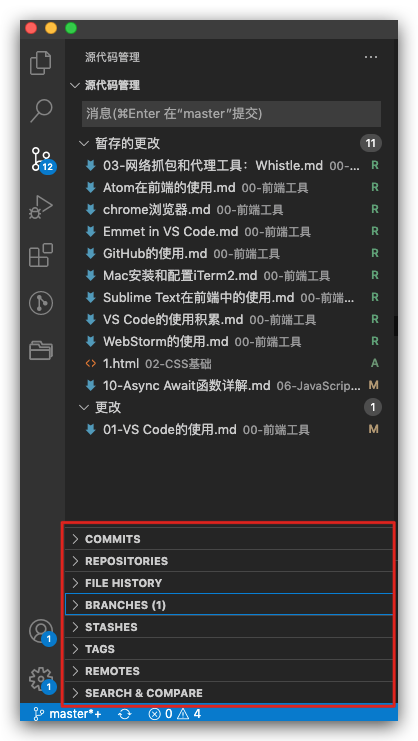 源代码管理
源代码管理
消息(⌘Enter 在“master”提交)
暂存的更改 11
03-网络抓包和代理工具：Whistle.md 00-... R
Atom在前端的使用.md 00-前端工具 R
chrome浏览器.md 00-前端工具 R
Emmet in VS Code.md 00-前端工具 R
GitHub的使用.md 00-前端工具 R
Mac安装和配置iTerm2.md 00-前端工具 R
Sublime Text在前端中的使用.md 00-前端... R
VS Code的使用积累.md 00-前端工具 R
WebStorm的使用.md 00-前端工具 R
1.html 02-CSS基础 A
10-Async Await函数详解.md 06-JavaScrip... M
更改 1
01-VS Code的使用.md 00-前端工具 M
12
COMMITS
REPOSITORIES
FILE HISTORY
BRANCHES (1)
STASHES
TAGS
REMOTES
SEARCH & COMPARE
1
1
master*+ 0 4